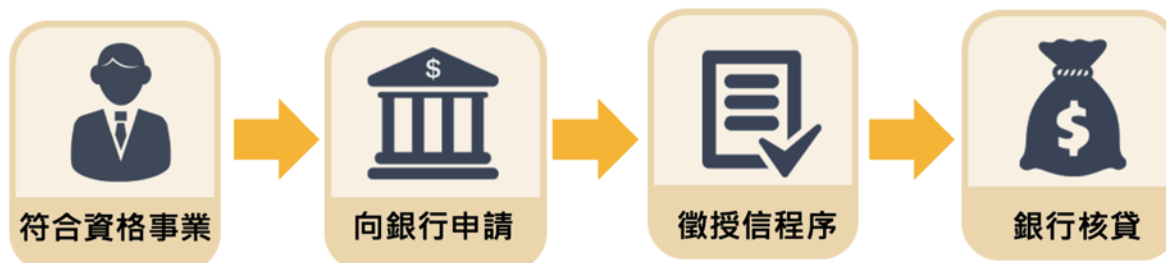 $
符合資格事業
向銀行申請
徵授信程序
$
銀行核貸